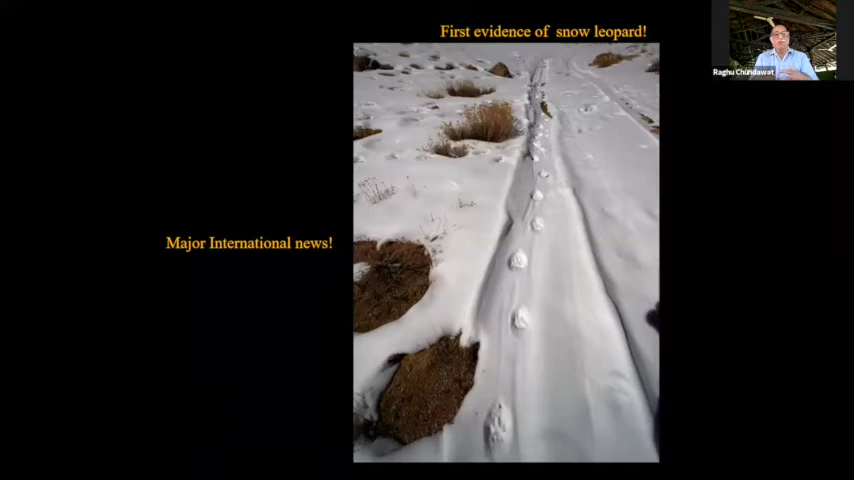 First evidence of snow leopard!
Raghu Chundawat
Major International news!